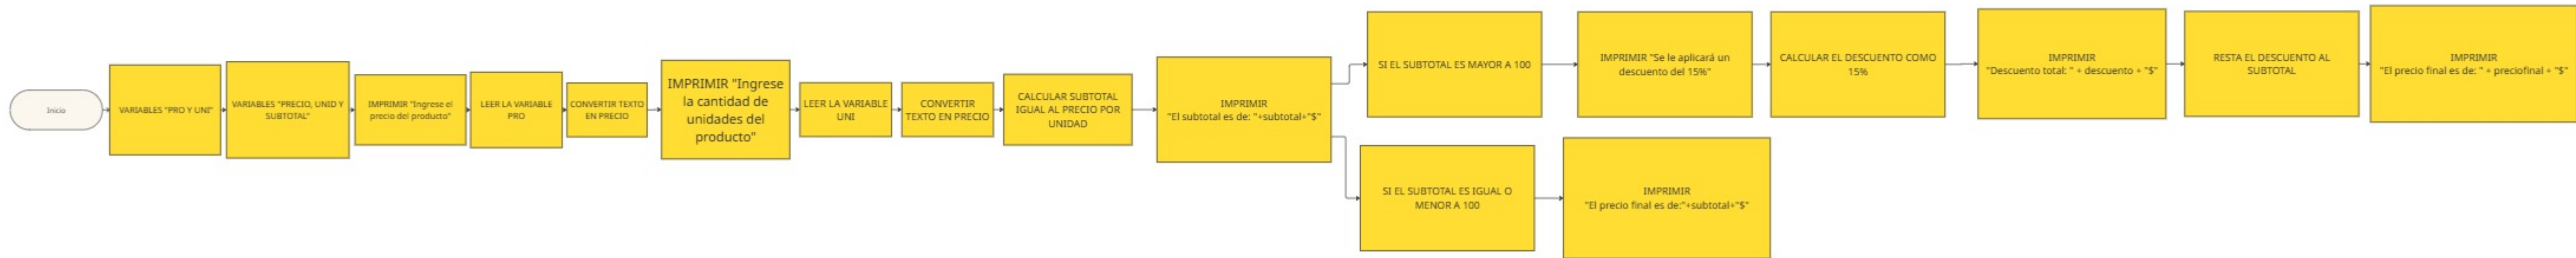 Inicio
VARIABLES "PRO Y UNI"
VARIABLES "PRECIO, UNID Y
SUBTOTAL"
IMPRIMIR "Ingrese el
precio del producto"
LEER LA VARIABLE
PRO
CONVERTIR TEXTO
EN PRECIO
IMPRIMIR "Ingrese
la cantidad de
unidades del
producto"
LEER LA VARIABLE
UNI
CONVERTIR
TEXTO EN PRECIO
CALCULAR SUBTOTAL
IGUAL AL PRECIO POR
UNIDAD
IMPRIMIR
"El subtotal es de: "+subtotal+"$"
SI EL SUBTOTAL ES MAYOR A 100
IMPRIMIR "Se le aplicará un
descuento del 15%"
CALCULAR EL DESCUENTO COMO
15%
IMPRIMIR
"Descuento total: " + descuento + "$"
RESTA EL DESCUENTO AL
SUBTOTAL
IMPRIMIR
"El precio final es de: " + preciofinal + "$"
SI EL SUBTOTAL ES IGUAL O
MENOR A 100
IMPRIMIR
"El precio final es de:"+subtotal+"$"